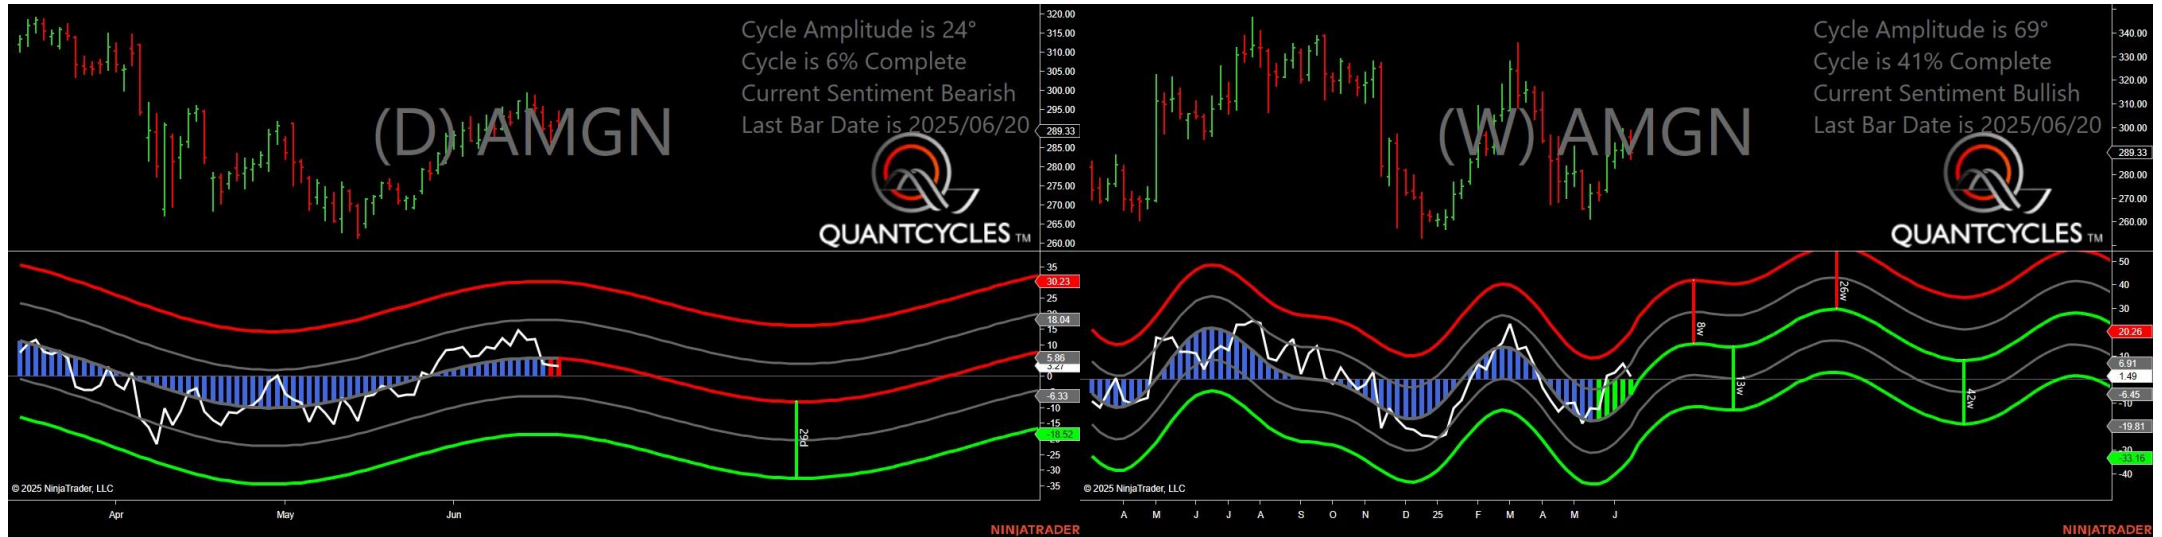 Cycle Amplitude is 24°
Cycle is 6% Complete
Current Sentiment Bearish
Last Bar Date is 2025/06/20
(D) AMGN
QUANTCYCLES TM
320.00
315.00
310.00
305.00
300.00
295.00
289.33
285.00
280.00
275.00
270.00
265.00
260.00
35
30.23
25
18.04
15
10
5.86
3.27
0
-6.33
-10
-15
-18.52
-25
-30
-35
29d
© 2025 NinjaTrader, LLC
Apr May Jun
NINJATRADER
Cycle Amplitude is 69°
Cycle is 41% Complete
Current Sentiment Bullish
Last Bar Date is 2025/06/20
(W) AMGN
QUANTCYCLES TM
340.00
330.00
320.00
310.00
300.00
289.33
280.00
270.00
260.00
50
40
30
20.26
10
6.91
1.49
-6.45
-10
-19.81
-30
-33.16
-40
8w
13w
26w
42w
© 2025 NinjaTrader, LLC
A M J J A S O N D 25 F M A M J
NINJATRADER